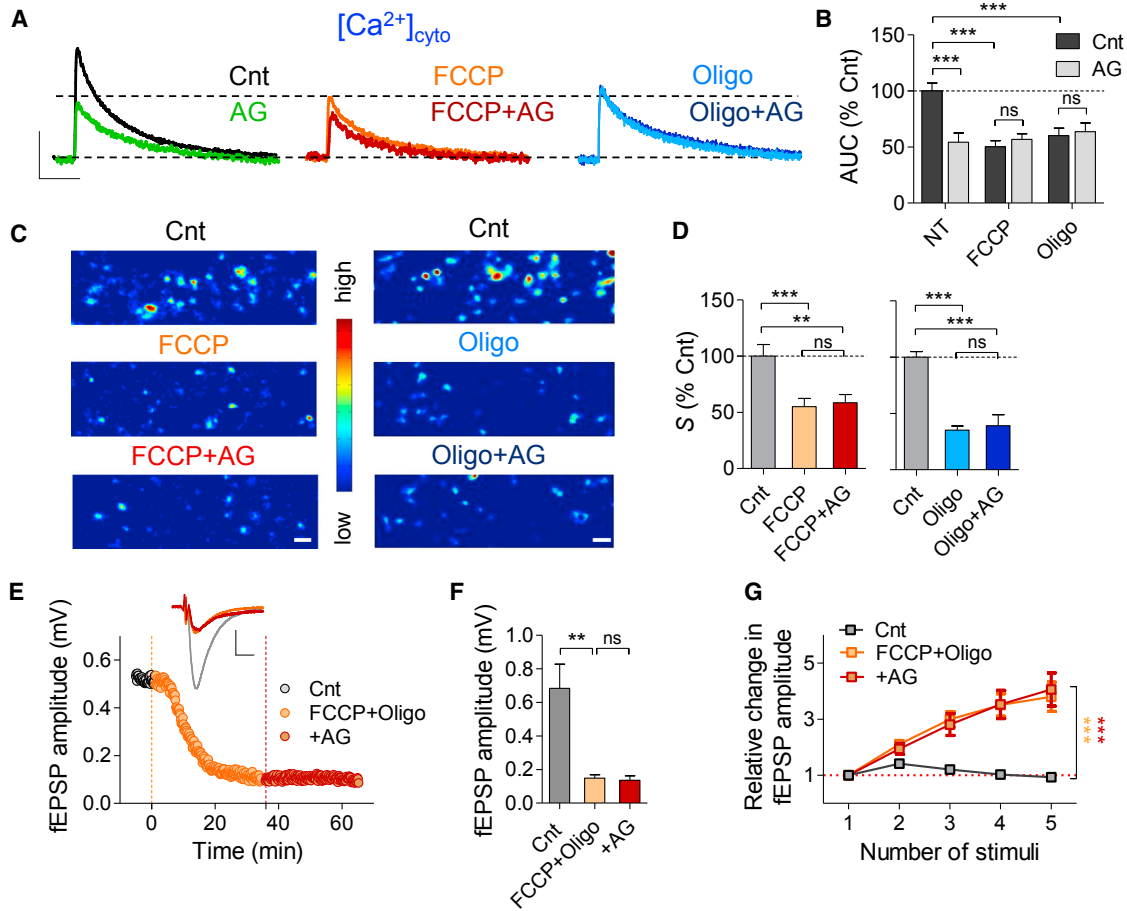 A
[Ca2+]cyto
Cnt
AG
FCCP
FCCP+AG
Oligo
Oligo+AG
B
AUC (% Cnt)
150
100
50
0
***
***
***
ns
ns
Cnt
AG
NT
FCCP
Oligo
C
Cnt
Cnt
FCCP
Oligo
FCCP+AG
Oligo+AG
high
low
D
S (% Cnt)
150
100
50
0
***
**
ns
Cnt
FCCP
FCCP+AG
***
***
ns
Cnt
Oligo
Oligo+AG
E
fEPSP amplitude (mV)
0.6
0.4
0.2
0.0
0
20
40
60
Time (min)
Cnt
FCCP+Oligo
+AG
F
fEPSP amplitude (mV)
1.0
0.8
0.6
0.4
0.2
0.0
**
ns
Cnt
FCCP+Oligo
+AG
G
Relative change in
fEPSP amplitude
5
3
1
Cnt
FCCP+Oligo
+AG
***
***
1
2
3
4
5
Number of stimuli